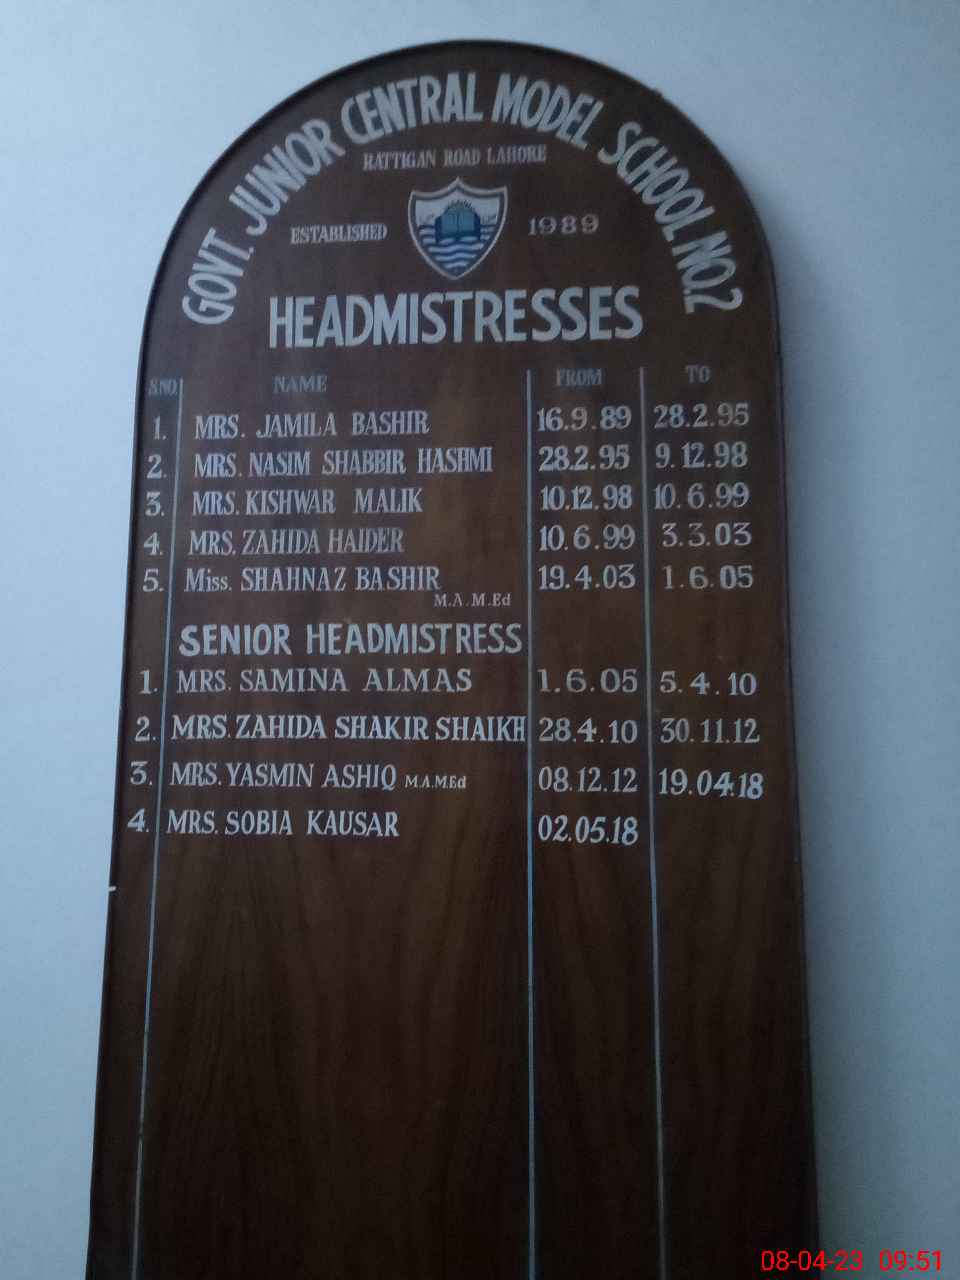 GOVT. JUNIOR CENTRAL MODEL SCHOOL NO.2
RATTIGAN ROAD LAHORE
ESTABLISHED 1989
HEADMISTRESSES
S.NO NAME FROM TO
1. MRS. JAMILA BASHIR 16.9.89 28.2.95
2. MRS. NASIM SHABBIR HASHMI 28.2.95 9.12.98
3. MRS. KISHWAR MALIK 10.12.98 10.6.99
4. MRS. ZAHIDA HAIDER 10.6.99 3.3.03
5. Miss. SHAHNAZ BASHIR 19.4.03 1.6.05
M.A.M.Ed
SENIOR HEADMISTRESS
1. MRS. SAMINA ALMAS 1.6.05 5.4.10
2. MRS. ZAHIDA SHAKIR SHAIKH 28.4.10 30.11.12
3. MRS. YASMIN ASHIQ M.A.M.Ed 08.12.12 19.04.18
4. MRS. SOBIA KAUSAR 02.05.18
08-04-23 09:51